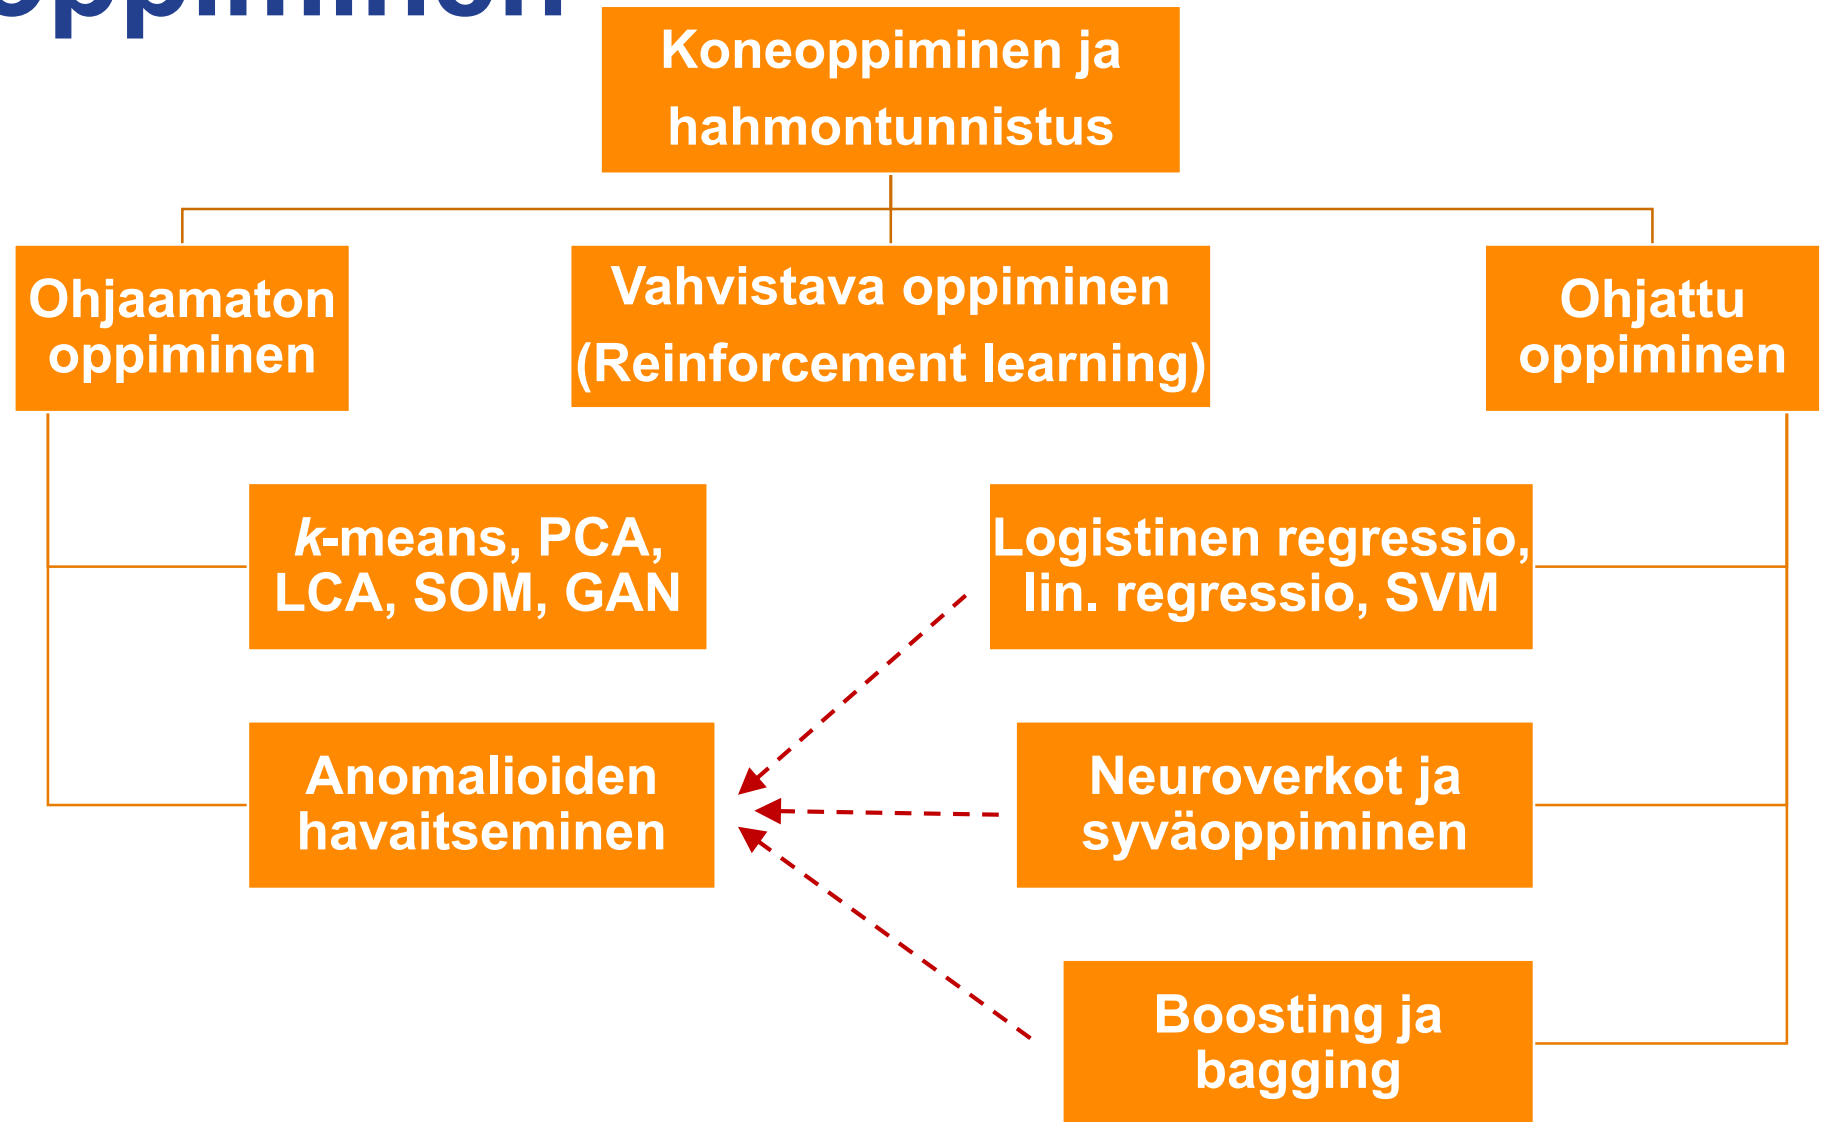 oppiminen
Koneoppiminen ja
hahmontunnistus
Ohjaamaton
oppiminen
Vahvistava oppiminen
(Reinforcement learning)
Ohjattu
oppiminen
k-means, PCA,
LCA, SOM, GAN
Logistinen regressio,
lin. regressio, SVM
Anomalioiden
havaitseminen
Neuroverkot ja
syväoppiminen
Boosting ja
bagging